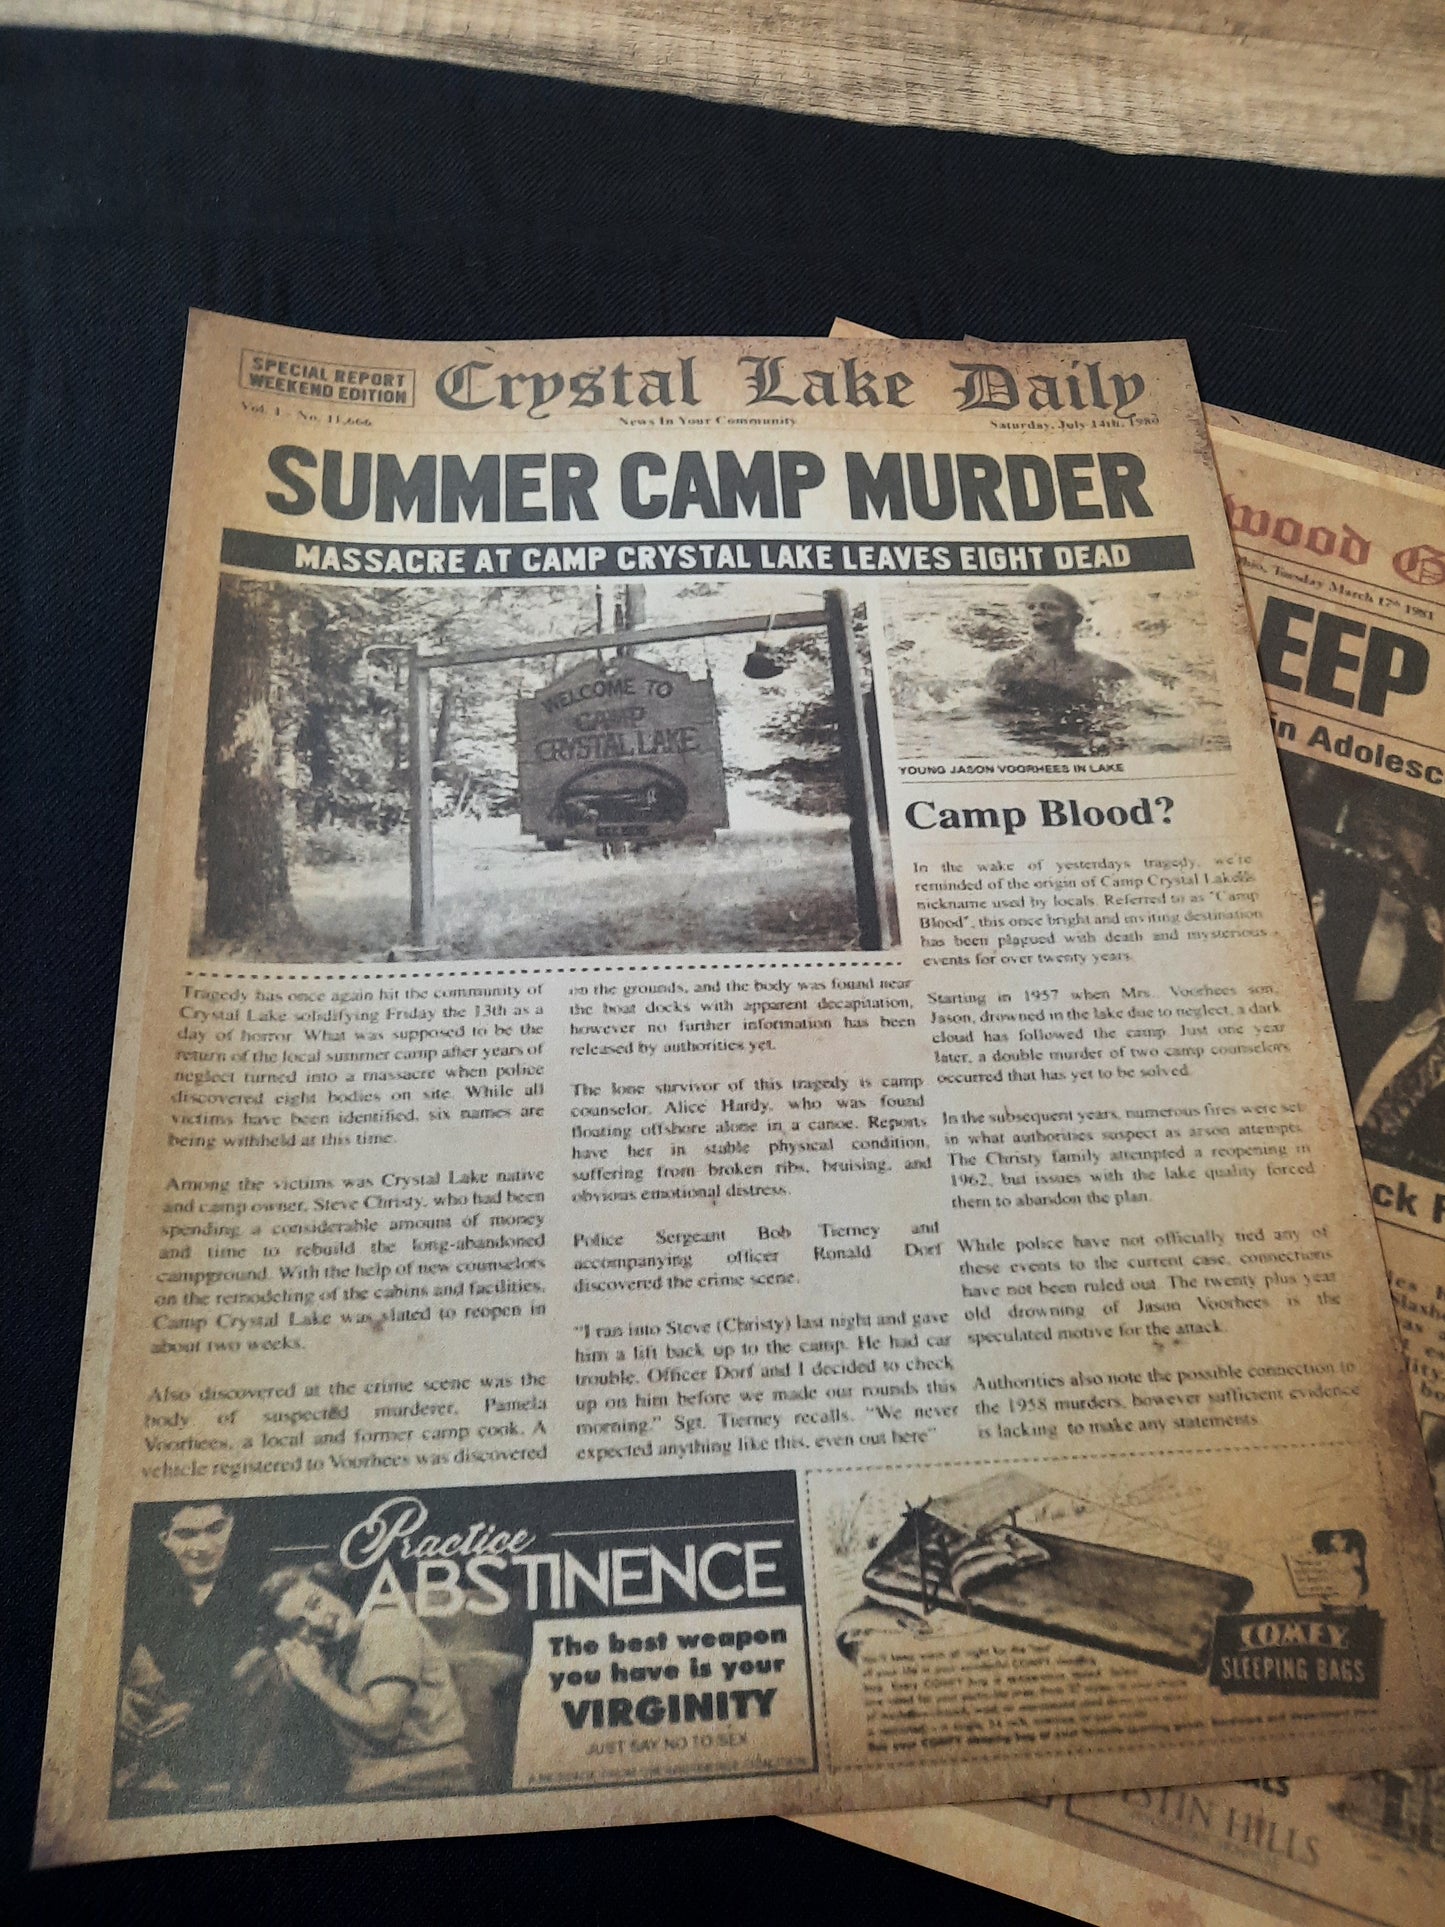 SPECIAL REPORT
WEEKEND EDITION
Crystal Lake Daily
Vol. 1 - No. 11,666
News In Your Community
Saturday, July 14th, 1980
SUMMER CAMP MURDER
MASSACRE AT CAMP CRYSTAL LAKE LEAVES EIGHT DEAD
WELCOME TO
CAMP
CRYSTAL LAKE
YOUNG JASON VOORHEES IN LAKE
Tragedy has once again hit the community of
Crystal Lake solidifying Friday the 13th as a
day of horror. What was supposed to be the
return of the local summer camp after years of
neglect turned into a massacre when police
discovered eight bodies on site. While all
victims have been identified, six names are
being withheld at this time.
Among the victims was Crystal Lake native
and camp owner, Steve Christy, who had been
spending a considerable amount of money
and time to rebuild the long-abandoned
campground. With the help of new counselors
on the remodeling of the cabins and facilities,
Camp Crystal Lake was slated to reopen in
about two weeks.
Also discovered at the crime scene was the
body of suspected murderer, Pamela
Voorhees, a local and former camp cook. A
vehicle registered to Voorhees was discovered
on the grounds, and the body was found near
the boat docks with apparent decapitation,
however no further information has been
released by authorities yet.
The lone survivor of this tragedy is camp
counselor, Alice Hardy, who was found
floating offshore alone in a canoe. Reports
have her in stable physical condition,
suffering from broken ribs, bruising, and
obvious emotional distress.
Police Sergeant Bob Tierney and
accompanying officer Ronald Dorf
discovered the crime scene.
"I ran into Steve (Christy) last night and gave
him a lift back up to the camp. He had car
trouble. Officer Dorf and I decided to check
up on him before we made our rounds this
morning." Sgt. Tierney recalls. "We never
expected anything like this, even out here"
Camp Blood?
In the wake of yesterdays tragedy, we're
reminded of the origin of Camp Crystal Lake's
nickname used by locals. Referred to as "Camp
Blood", this once bright and inviting destination
has been plagued with death and mysterious
events for over twenty years.
Starting in 1957 when Mrs. Voorhees son,
Jason, drowned in the lake due to neglect, a dark
cloud has followed the camp. Just one year
later, a double murder of two camp counselors
occurred that has yet to be solved.
In the subsequent years, numerous fires were set
in what authorities suspect as arson attempts.
The Christy family attempted a reopening in
1962, but issues with the lake quality forced
them to abandon the plan.
While police have not officially tied any of
these events to the current case, connections
have not been ruled out. The twenty plus year
old drowning of Jason Voorhees is the
speculated motive for the attack.
Authorities also note the possible connection to
the 1958 murders, however sufficient evidence
is lacking to make any statements.
Practice
ABSTINENCE
The best weapon
you have is your
VIRGINITY
JUST SAY NO TO SEX
COMFY
SLEEPING BAGS
wood G
Tuesday March 17th 1981
EEP
in Adolesc
ck
STIN HILLS